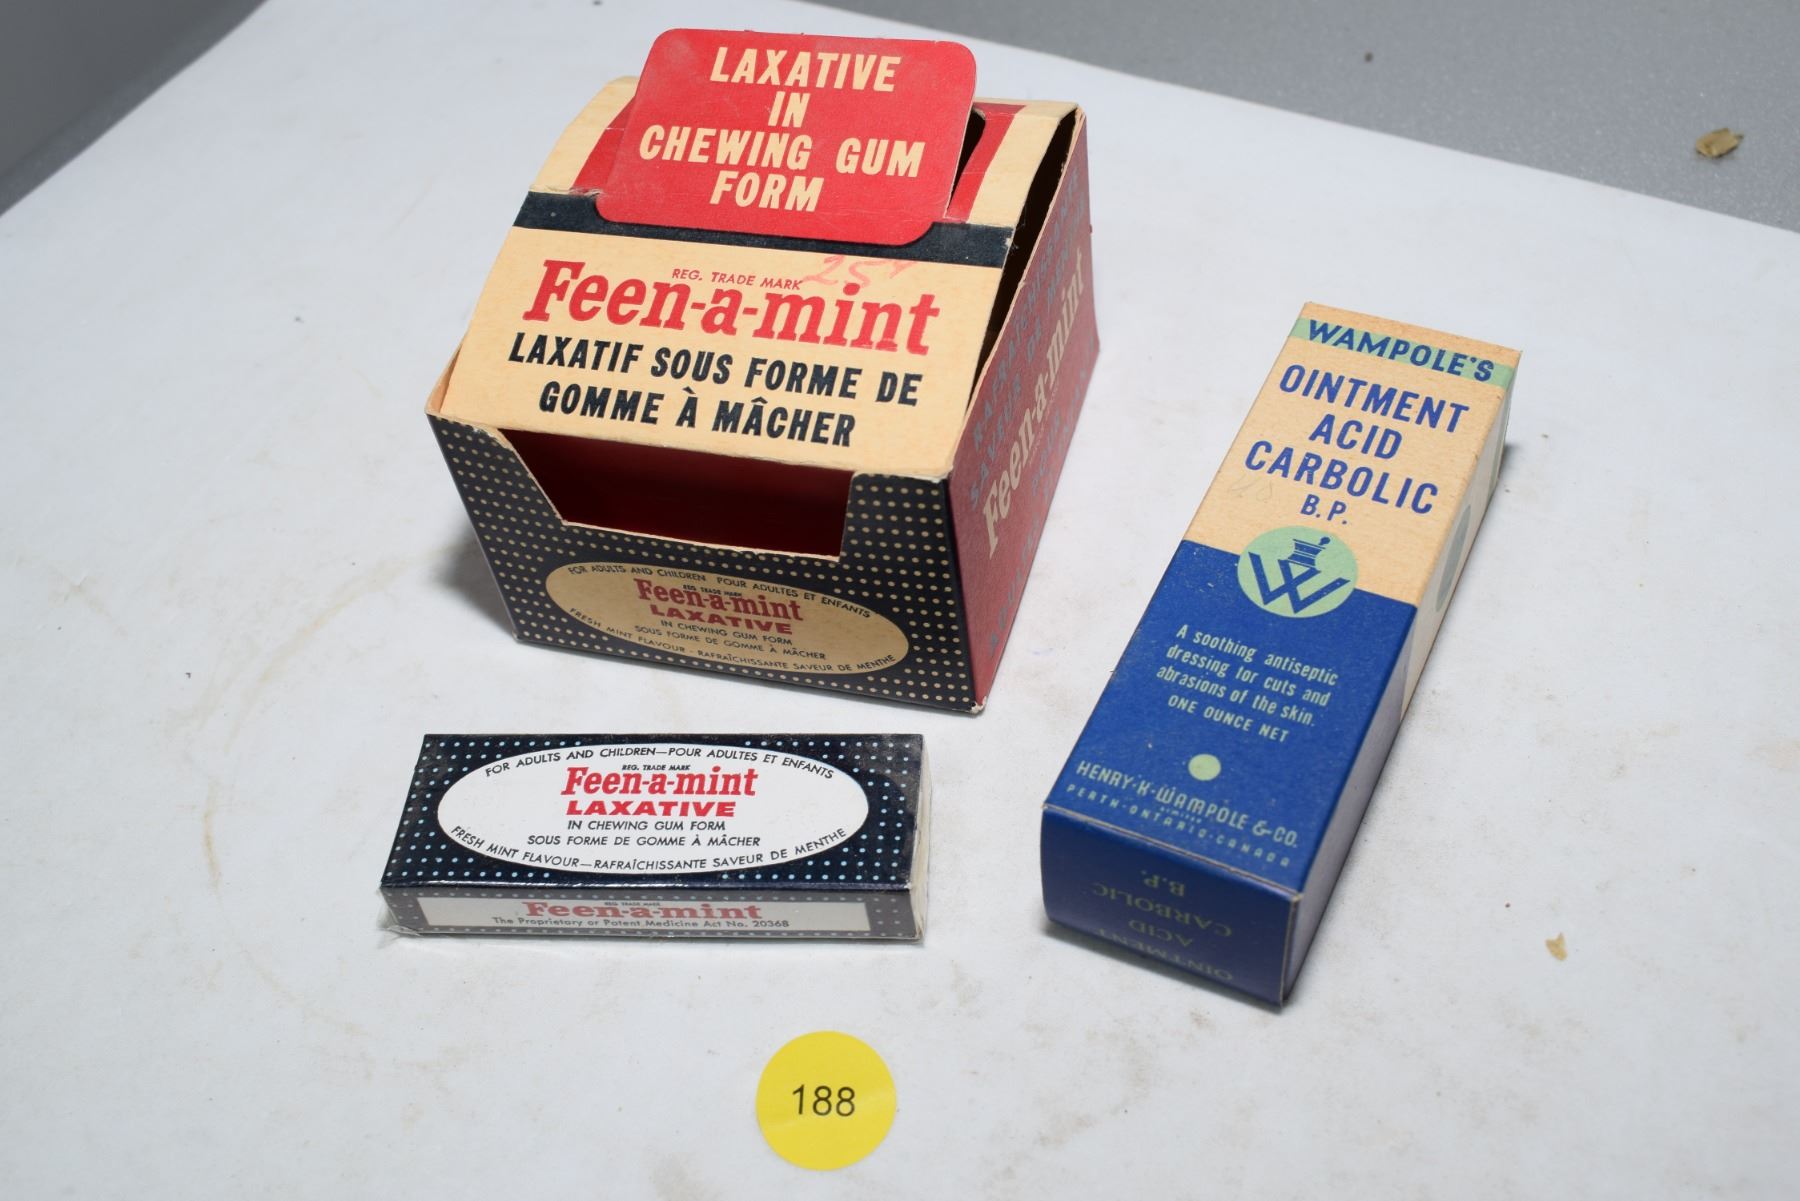 LAXATIVE
IN
CHEWING GUM
FORM
REG. TRADE MARK 25¢
Feen-a-mint
LAXATIF SOUS FORME DE
GOMME À MÂCHER
FOR ADULTS AND CHILDREN POUR ADULTES ET ENFANTS
REG. TRADE MARK
Feen-a-mint
LAXATIVE
IN CHEWING GUM FORM
SOUS FORME DE GOMME À MÂCHER
FRESH MINT FLAVOUR - RAFRAÎCHISSANTE SAVEUR DE MENTHE
Feen-a-mint
FOR ADULTS AND CHILDREN—POUR ADULTES ET ENFANTS
REG. TRADE MARK
Feen-a-mint
LAXATIVE
IN CHEWING GUM FORM
SOUS FORME DE GOMME À MÂCHER
FRESH MINT FLAVOUR—RAFRAÎCHISSANTE SAVEUR DE MENTHE
REG. TRADE MARK
Feen-a-mint
The Proprietary or Patent Medicine Act No. 20368
WAMPOLE'S
OINTMENT
ACID
CARBOLIC
B.P.
W
A soothing antiseptic
dressing for cuts and
abrasions of the skin.
ONE OUNCE NET
HENRY·K·WAMPOLE & CO.
LIMITED
PERTH·ONTARIO·CANADA
OINTMENT
ACID
CARBOLIC
B.P.
188